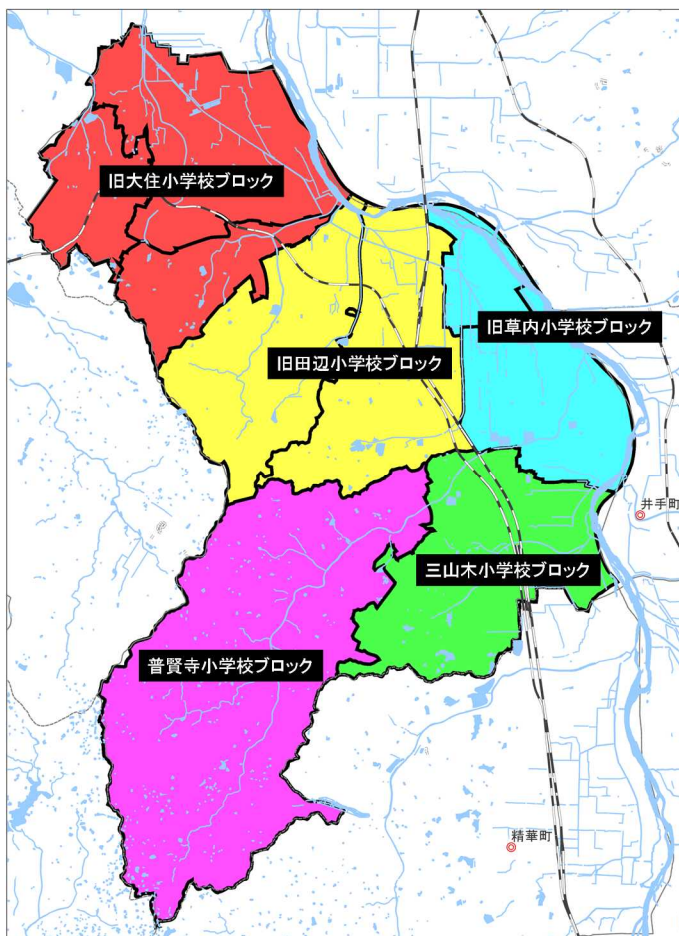 旧大住小学校ブロック
旧草内小学校ブロック
旧田辺小学校ブロック
井手町
三山木小学校ブロック
普賢寺小学校ブロック
精華町